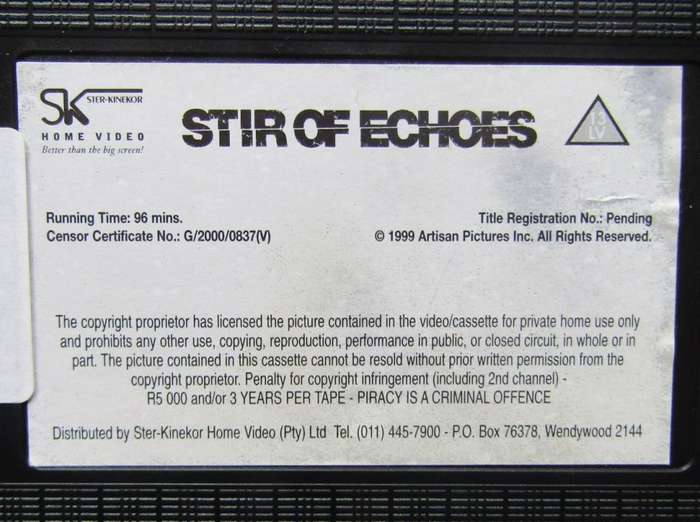 SK STER-KINEKOR
HOME VIDEO
Better than the big screen!
STIR OF ECHOES
LV
Running Time: 96 mins.
Title Registration No.: Pending
Censor Certificate No.: G/2000/0837(V)
© 1999 Artisan Pictures Inc. All Rights Reserved.
The copyright proprietor has licensed the picture contained in the video/cassette for private home use only
and prohibits any other use, copying, reproduction, performance in public, or closed circuit, in whole or in
part. The picture contained in this cassette cannot be resold without prior written permission from the
copyright proprietor. Penalty for copyright infringement (including 2nd channel) -
R5 000 and/or 3 YEARS PER TAPE - PIRACY IS A CRIMINAL OFFENCE
Distributed by Ster-Kinekor Home Video (Pty) Ltd Tel. (011) 445-7900 - P.O. Box 76378, Wendywood 2144